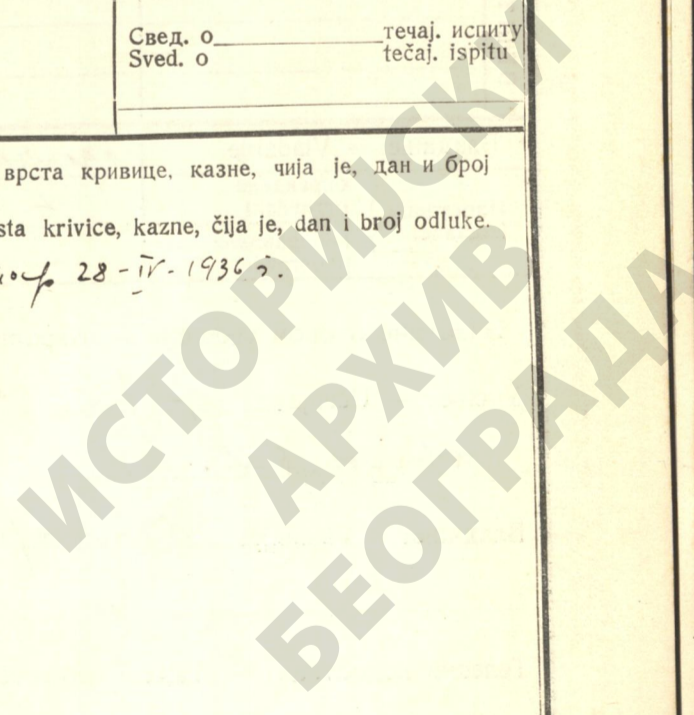 Свед. о____________течај. испиту
Sved. o tečaj. ispitu
врста кривице, казне, чија је, дан и број
sta krivice, kazne, čija je, dan i broj odluke.
28-IV-1936 г.
ИСТОРИЈСКИ
АРХИВ
БЕОГРАДА